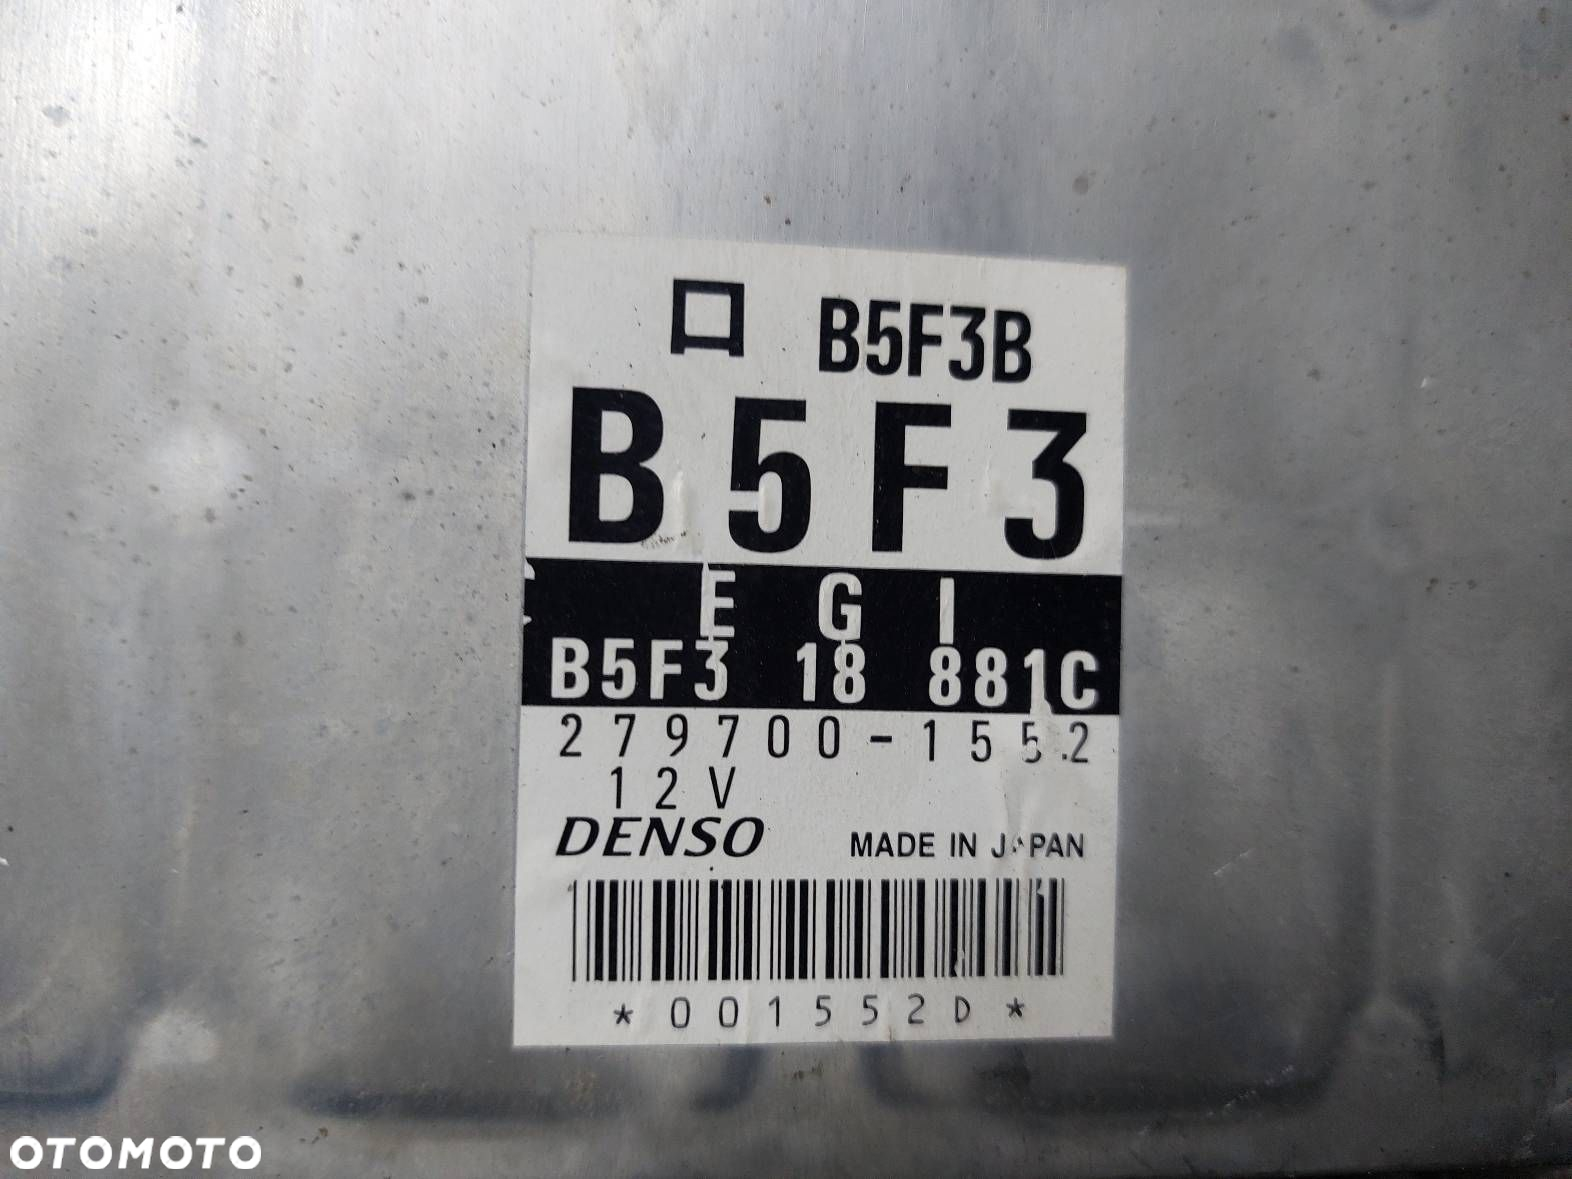 B5F3B
B5F3
EGI
B5F3 18 881C
279700-1552
12V
DENSO MADE IN JAPAN
*001552D*
OTOMOTO